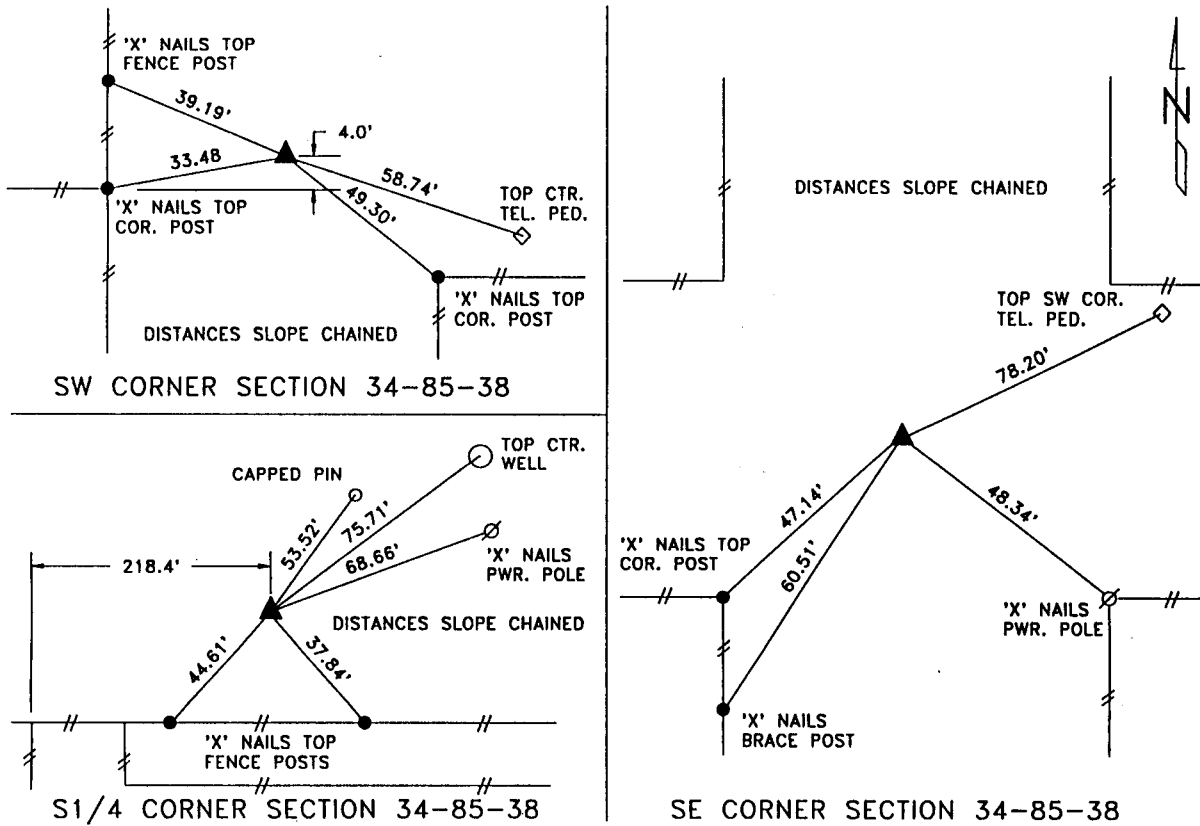 'X' NAILS TOP
FENCE POST
39.19'
4.0'
33.48
58.74'
49.30'
'X' NAILS TOP
COR. POST
TOP CTR.
TEL. PED.
'X' NAILS TOP
COR. POST
DISTANCES SLOPE CHAINED
SW CORNER SECTION 34-85-38
TOP CTR.
WELL
CAPPED PIN
53.52'
75.71'
68.66'
'X' NAILS
PWR. POLE
218.4'
DISTANCES SLOPE CHAINED
44.61'
37.84'
'X' NAILS TOP
FENCE POSTS
S1/4 CORNER SECTION 34-85-38
N
DISTANCES SLOPE CHAINED
TOP SW COR.
TEL. PED.
78.20'
47.14'
48.34'
60.51'
'X' NAILS TOP
COR. POST
'X' NAILS
PWR. POLE
'X' NAILS
BRACE POST
SE CORNER SECTION 34-85-38